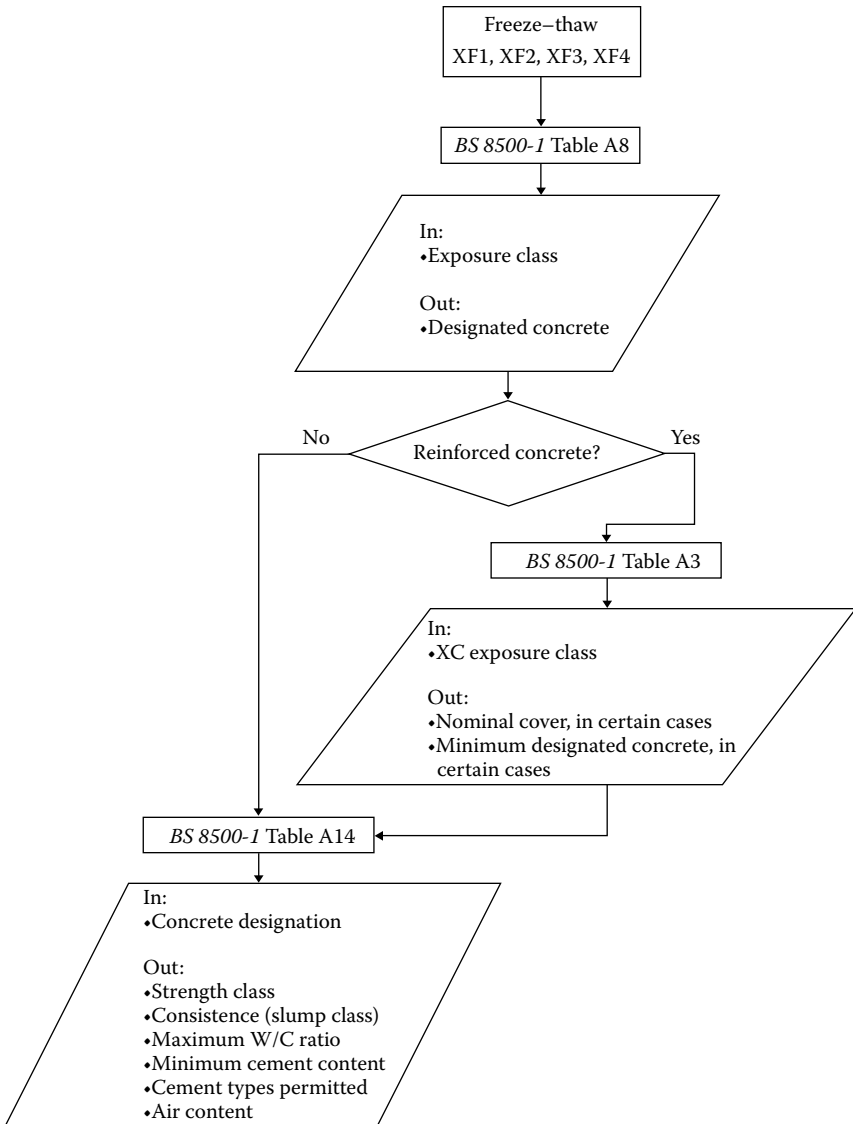 Freeze–thaw
XF1, XF2, XF3, XF4
BS 8500-1 Table A8
In:
⬩Exposure class
Out:
⬩Designated concrete
Reinforced concrete?
No
Yes
BS 8500-1 Table A3
In:
⬩XC exposure class
Out:
⬩Nominal cover, in certain cases
⬩Minimum designated concrete, in
certain cases
BS 8500-1 Table A14
In:
⬩Concrete designation
Out:
⬩Strength class
⬩Consistence (slump class)
⬩Maximum W/C ratio
⬩Minimum cement content
⬩Cement types permitted
⬩Air content